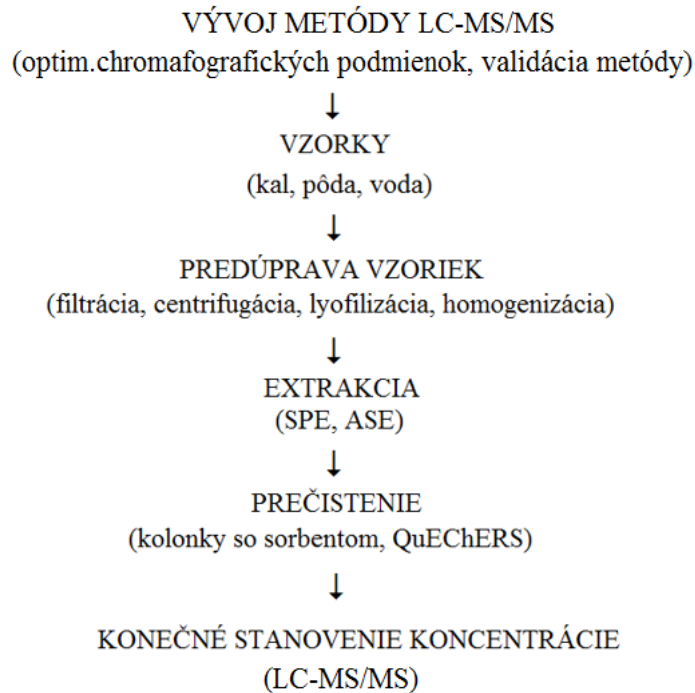 VÝVOJ METÓDY LC-MS/MS
(optim.chromafografických podmienok, validácia metódy)
↓
VZORKY
(kal, pôda, voda)
↓
PREDÚPRAVA VZORIEK
(filtrácia, centrifugácia, lyofilizácia, homogenizácia)
↓
EXTRAKCIA
(SPE, ASE)
↓
PREČISTENIE
(kolonky so sorbentom, QuEChERS)
↓
KONEČNÉ STANOVENIE KONCENTRÁCIE
(LC-MS/MS)